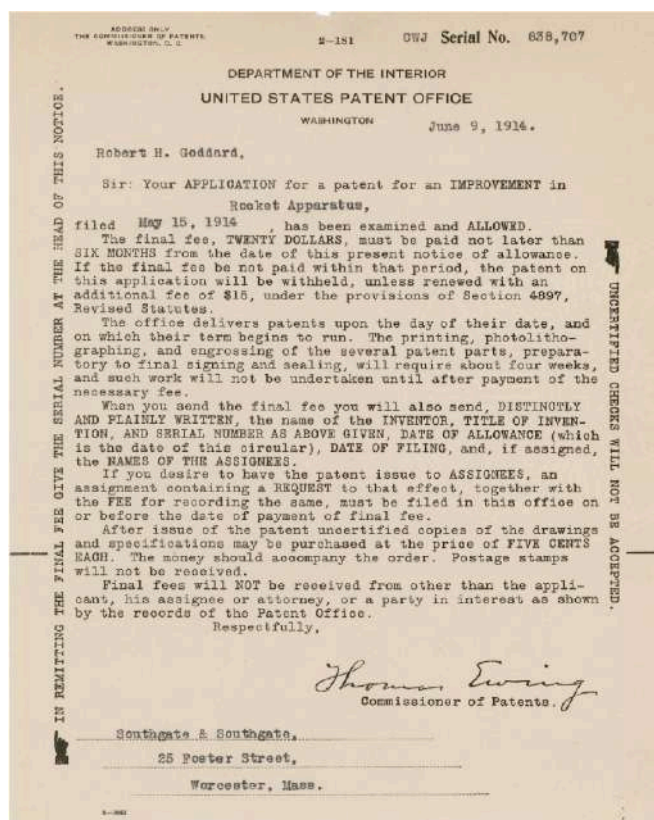 ADDRESS ONLY
THE COMMISSIONER OF PATENTS,
WASHINGTON, D. C.
2—181
CWJ Serial No. 838,707
DEPARTMENT OF THE INTERIOR
UNITED STATES PATENT OFFICE
WASHINGTON
June 9, 1914.
Robert H. Goddard,
Sir: Your APPLICATION for a patent for an IMPROVEMENT in
Rocket Apparatus,
filed May 15, 1914 , has been examined and ALLOWED.
The final fee, TWENTY DOLLARS, must be paid not later than
SIX MONTHS from the date of this present notice of allowance.
If the final fee be not paid within that period, the patent on
this application will be withheld, unless renewed with an
additional fee of $15, under the provisions of Section 4897,
Revised Statutes.
The office delivers patents upon the day of their date, and
on which their term begins to run. The printing, photolitho-
graphing, and engrossing of the several patent parts, prepara-
tory to final signing and sealing, will require about four weeks,
and such work will not be undertaken until after payment of the
necessary fee.
When you send the final fee you will also send, DISTINCTLY
AND PLAINLY WRITTEN, the name of the INVENTOR, TITLE OF INVEN-
TION, AND SERIAL NUMBER AS ABOVE GIVEN, DATE OF ALLOWANCE (which
is the date of this circular), DATE OF FILING, and, if assigned,
the NAMES OF THE ASSIGNEES.
If you desire to have the patent issue to ASSIGNEES, an
assignment containing a REQUEST to that effect, together with
the FEE for recording the same, must be filed in this office on
or before the date of payment of final fee.
After issue of the patent uncertified copies of the drawings
and specifications may be purchased at the price of FIVE CENTS
EACH. The money should accompany the order. Postage stamps
will not be received.
Final fees will NOT be received from other than the appli-
cant, his assignee or attorney, or a party in interest as shown
by the records of the Patent Office.
Respectfully,
Thomas Ewing
Commissioner of Patents.
Southgate & Southgate,
25 Foster Street,
Worcester, Mass.
IN REMITTING THE FINAL FEE GIVE THE SERIAL NUMBER AT THE HEAD OF THIS NOTICE.
UNCERTIFIED CHECKS WILL NOT BE ACCEPTED.